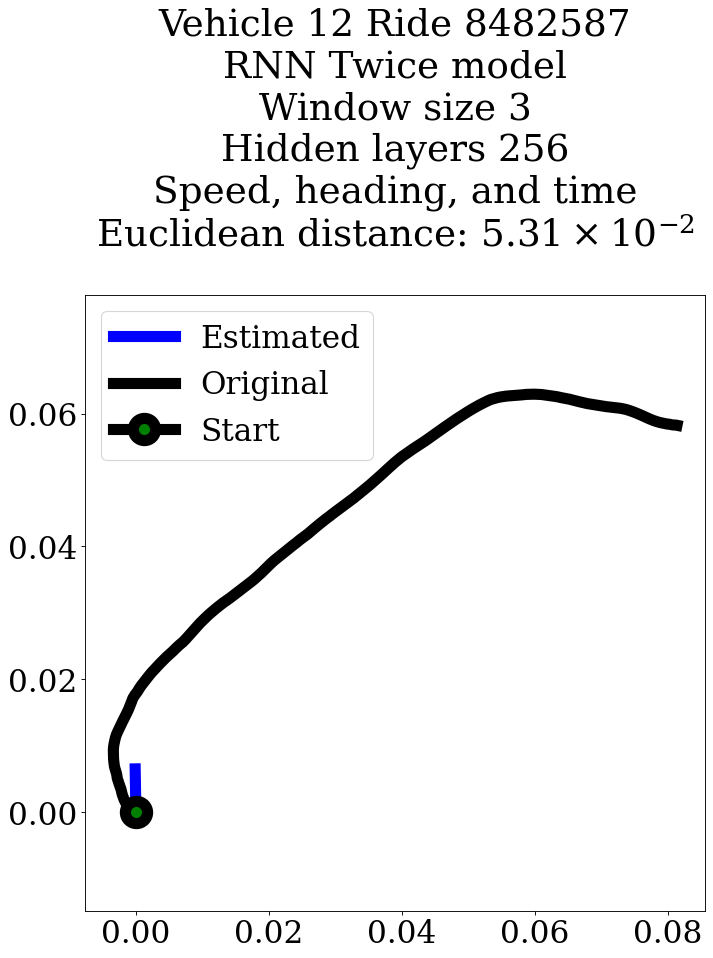 Vehicle 12 Ride 8482587
RNN Twice model
Window size 3
Hidden layers 256
Speed, heading, and time
Euclidean distance: 5.31 × 10⁻²
Estimated
Original
Start
0.06
0.04
0.02
0.00
0.00 0.02 0.04 0.06 0.08